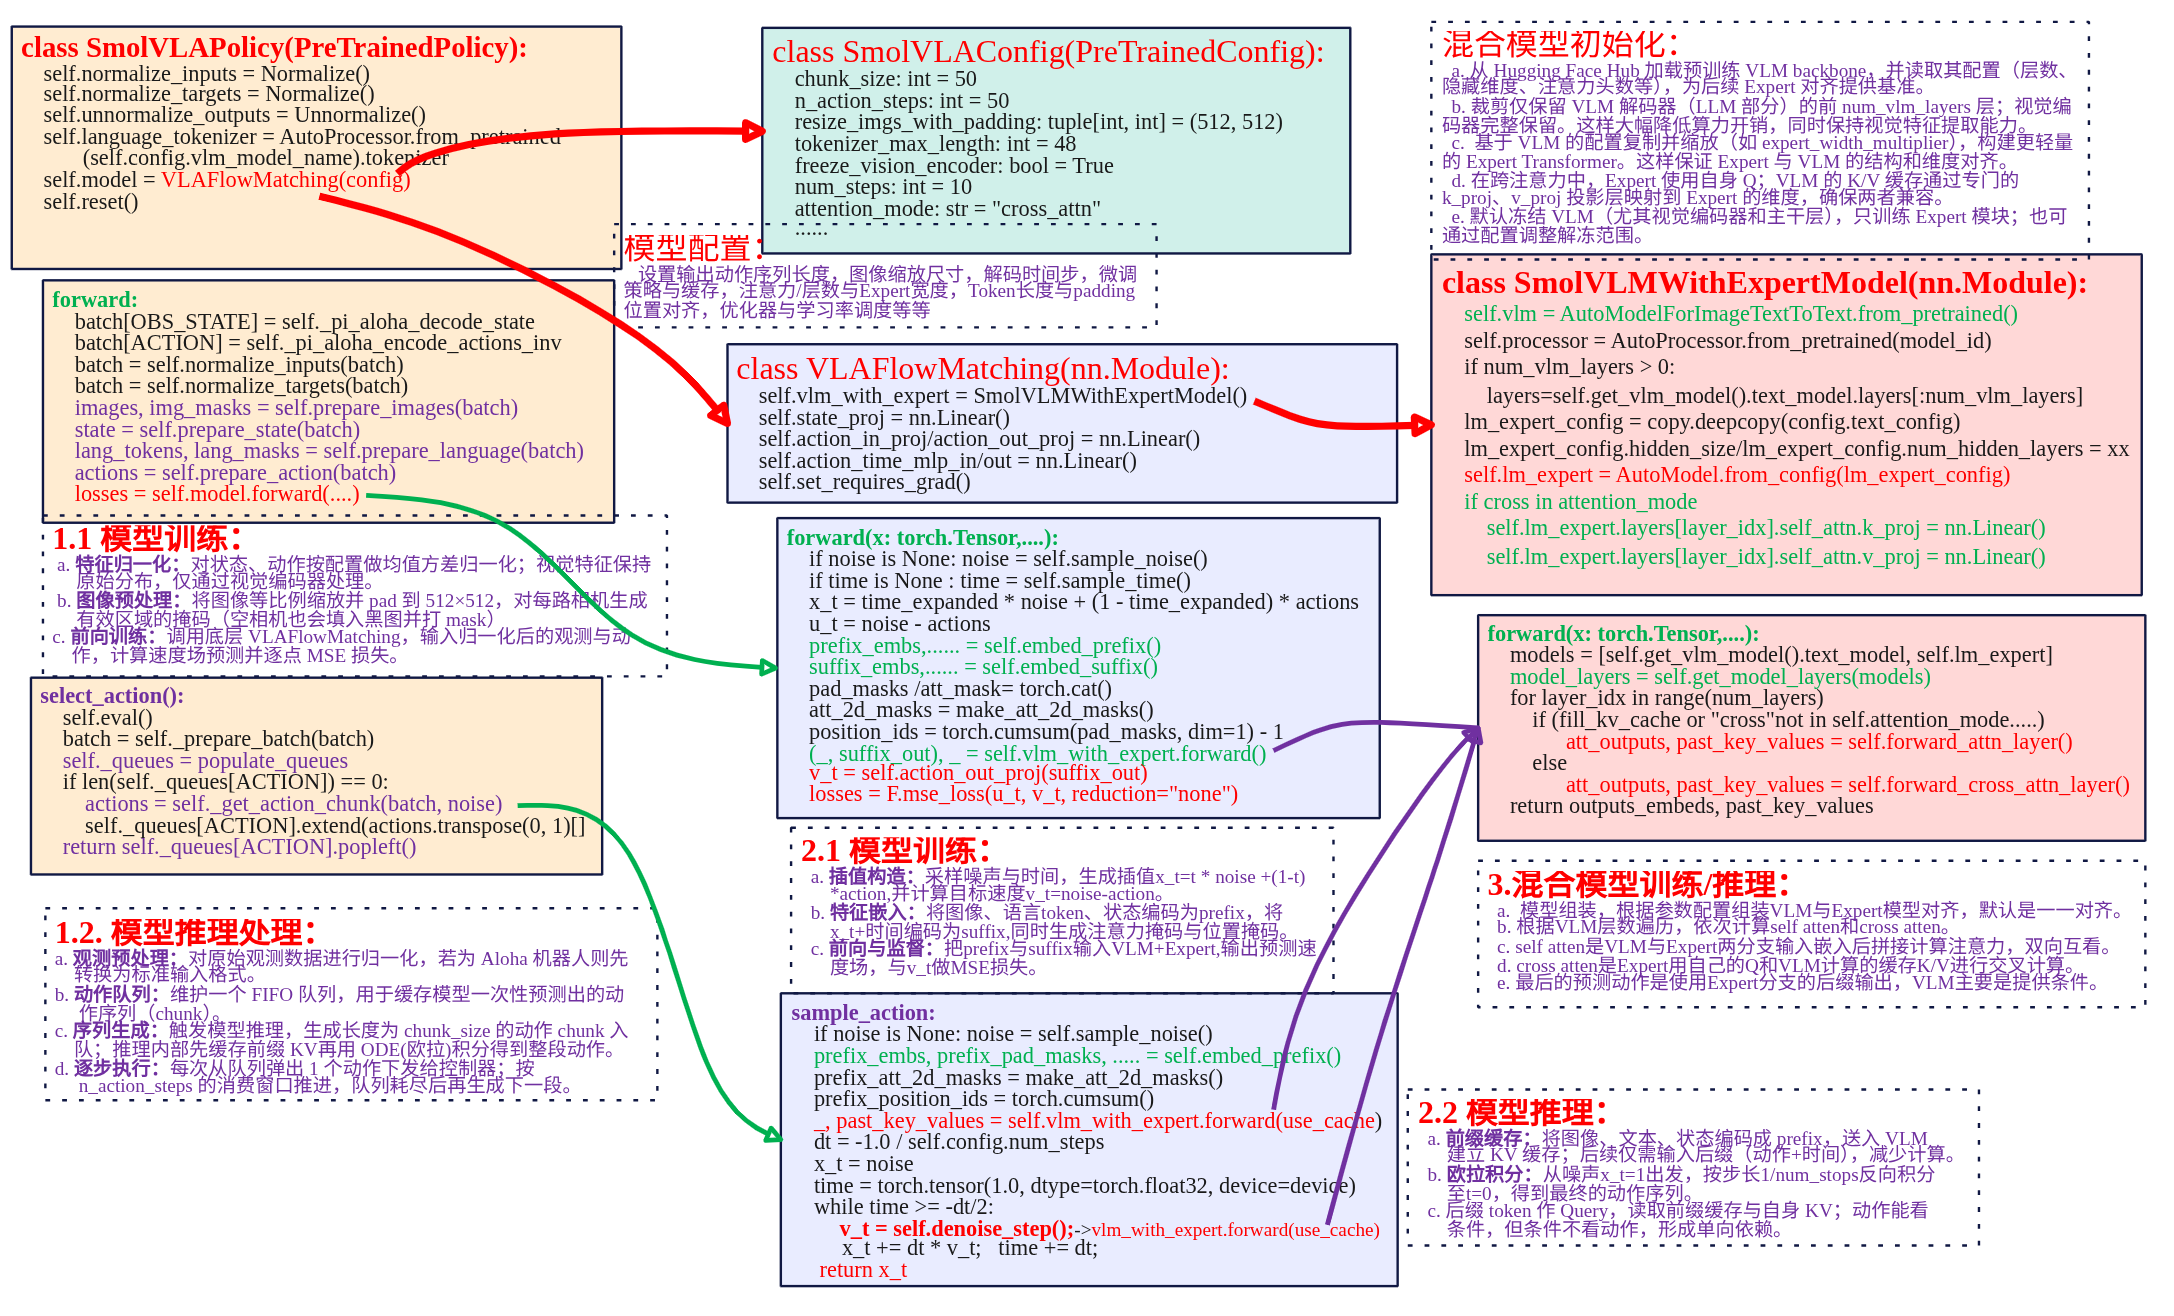 class SmolVLAPolicy(PreTrainedPolicy):
self.normalize_inputs = Normalize()
self.normalize_targets = Normalize()
self.unnormalize_outputs = Unnormalize()
self.language_tokenizer = AutoProcessor.from_pretrained
(self.config.vlm_model_name).tokenizer
self.model = VLAFlowMatching(config)
self.reset()
class SmolVLAConfig(PreTrainedConfig):
chunk_size: int = 50
n_action_steps: int = 50
resize_imgs_with_padding: tuple[int, int] = (512, 512)
tokenizer_max_length: int = 48
freeze_vision_encoder: bool = True
num_steps: int = 10
attention_mode: str = "cross_attn"
......
模型配置：
设置输出动作序列长度，图像缩放尺寸，解码时间步，微调
策略与缓存，注意力/层数与Expert宽度，Token长度与padding
位置对齐，优化器与学习率调度等等
混合模型初始化：
a. 从 Hugging Face Hub 加载预训练 VLM backbone，并读取其配置（层数、
隐藏维度、注意力头数等），为后续 Expert 对齐提供基准。
b. 裁剪仅保留 VLM 解码器（LLM 部分）的前 num_vlm_layers 层；视觉编
码器完整保留。这样大幅降低算力开销，同时保持视觉特征提取能力。
c. 基于 VLM 的配置复制并缩放（如 expert_width_multiplier），构建更轻量
的 Expert Transformer。这样保证 Expert 与 VLM 的结构和维度对齐。
d. 在跨注意力中，Expert 使用自身 Q；VLM 的 K/V 缓存通过专门的
k_proj、v_proj 投影层映射到 Expert 的维度，确保两者兼容。
e. 默认冻结 VLM（尤其视觉编码器和主干层），只训练 Expert 模块；也可
通过配置调整解冻范围。
forward:
batch[OBS_STATE] = self._pi_aloha_decode_state
batch[ACTION] = self._pi_aloha_encode_actions_inv
batch = self.normalize_inputs(batch)
batch = self.normalize_targets(batch)
images, img_masks = self.prepare_images(batch)
state = self.prepare_state(batch)
lang_tokens, lang_masks = self.prepare_language(batch)
actions = self.prepare_action(batch)
losses = self.model.forward(....)
1.1 模型训练：
a. 特征归一化：对状态、动作按配置做均值方差归一化；视觉特征保持
原始分布，仅通过视觉编码器处理。
b. 图像预处理：将图像等比例缩放并 pad 到 512×512，对每路相机生成
有效区域的掩码（空相机也会填入黑图并打 mask）
c. 前向训练：调用底层 VLAFlowMatching，输入归一化后的观测与动
作，计算速度场预测并逐点 MSE 损失。
select_action():
self.eval()
batch = self._prepare_batch(batch)
self._queues = populate_queues
if len(self._queues[ACTION]) == 0:
actions = self._get_action_chunk(batch, noise)
self._queues[ACTION].extend(actions.transpose(0, 1)[]
return self._queues[ACTION].popleft()
1.2. 模型推理处理：
a. 观测预处理：对原始观测数据进行归一化，若为 Aloha 机器人则先
转换为标准输入格式。
b. 动作队列：维护一个 FIFO 队列，用于缓存模型一次性预测出的动
作序列（chunk）。
c. 序列生成：触发模型推理，生成长度为 chunk_size 的动作 chunk 入
队；推理内部先缓存前缀 KV再用 ODE(欧拉)积分得到整段动作。
d. 逐步执行：每次从队列弹出 1 个动作下发给控制器；按
n_action_steps 的消费窗口推进，队列耗尽后再生成下一段。
class VLAFlowMatching(nn.Module):
self.vlm_with_expert = SmolVLMWithExpertModel()
self.state_proj = nn.Linear()
self.action_in_proj/action_out_proj = nn.Linear()
self.action_time_mlp_in/out = nn.Linear()
self.set_requires_grad()
forward(x: torch.Tensor,....):
if noise is None: noise = self.sample_noise()
if time is None : time = self.sample_time()
x_t = time_expanded * noise + (1 - time_expanded) * actions
u_t = noise - actions
prefix_embs,...... = self.embed_prefix()
suffix_embs,...... = self.embed_suffix()
pad_masks /att_mask= torch.cat()
att_2d_masks = make_att_2d_masks()
position_ids = torch.cumsum(pad_masks, dim=1) - 1
(_, suffix_out), _ = self.vlm_with_expert.forward()
v_t = self.action_out_proj(suffix_out)
losses = F.mse_loss(u_t, v_t, reduction="none")
2.1 模型训练：
a. 插值构造：采样噪声与时间，生成插值x_t=t * noise +(1-t)
*action,并计算目标速度v_t=noise-action。
b. 特征嵌入：将图像、语言token、状态编码为prefix，将
x_t+时间编码为suffix,同时生成注意力掩码与位置掩码。
c. 前向与监督：把prefix与suffix输入VLM+Expert,输出预测速
度场，与v_t做MSE损失。
sample_action:
if noise is None: noise = self.sample_noise()
prefix_embs, prefix_pad_masks, ..... = self.embed_prefix()
prefix_att_2d_masks = make_att_2d_masks()
prefix_position_ids = torch.cumsum()
_, past_key_values = self.vlm_with_expert.forward(use_cache)
dt = -1.0 / self.config.num_steps
x_t = noise
time = torch.tensor(1.0, dtype=torch.float32, device=device)
while time >= -dt/2:
v_t = self.denoise_step();->vlm_with_expert.forward(use_cache)
x_t += dt * v_t; time += dt;
return x_t
class SmolVLMWithExpertModel(nn.Module):
self.vlm = AutoModelForImageTextToText.from_pretrained()
self.processor = AutoProcessor.from_pretrained(model_id)
if num_vlm_layers > 0:
layers=self.get_vlm_model().text_model.layers[:num_vlm_layers]
lm_expert_config = copy.deepcopy(config.text_config)
lm_expert_config.hidden_size/lm_expert_config.num_hidden_layers = xx
self.lm_expert = AutoModel.from_config(lm_expert_config)
if cross in attention_mode
self.lm_expert.layers[layer_idx].self_attn.k_proj = nn.Linear()
self.lm_expert.layers[layer_idx].self_attn.v_proj = nn.Linear()
forward(x: torch.Tensor,....):
models = [self.get_vlm_model().text_model, self.lm_expert]
model_layers = self.get_model_layers(models)
for layer_idx in range(num_layers)
if (fill_kv_cache or "cross"not in self.attention_mode.....)
att_outputs, past_key_values = self.forward_attn_layer()
else
att_outputs, past_key_values = self.forward_cross_attn_layer()
return outputs_embeds, past_key_values
3.混合模型训练/推理：
a. 模型组装，根据参数配置组装VLM与Expert模型对齐，默认是一一对齐。
b. 根据VLM层数遍历，依次计算self atten和cross atten。
c. self atten是VLM与Expert两分支输入嵌入后拼接计算注意力，双向互看。
d. cross atten是Expert用自己的Q和VLM计算的缓存K/V进行交叉计算。
e. 最后的预测动作是使用Expert分支的后缀输出，VLM主要是提供条件。
2.2 模型推理：
a. 前缀缓存：将图像、文本、状态编码成 prefix，送入 VLM
建立 KV 缓存；后续仅需输入后缀（动作+时间），减少计算。
b. 欧拉积分：从噪声x_t=1出发，按步长1/num_stops反向积分
至t=0，得到最终的动作序列。
c. 后缀 token 作 Query，读取前缀缓存与自身 KV；动作能看
条件，但条件不看动作，形成单向依赖。